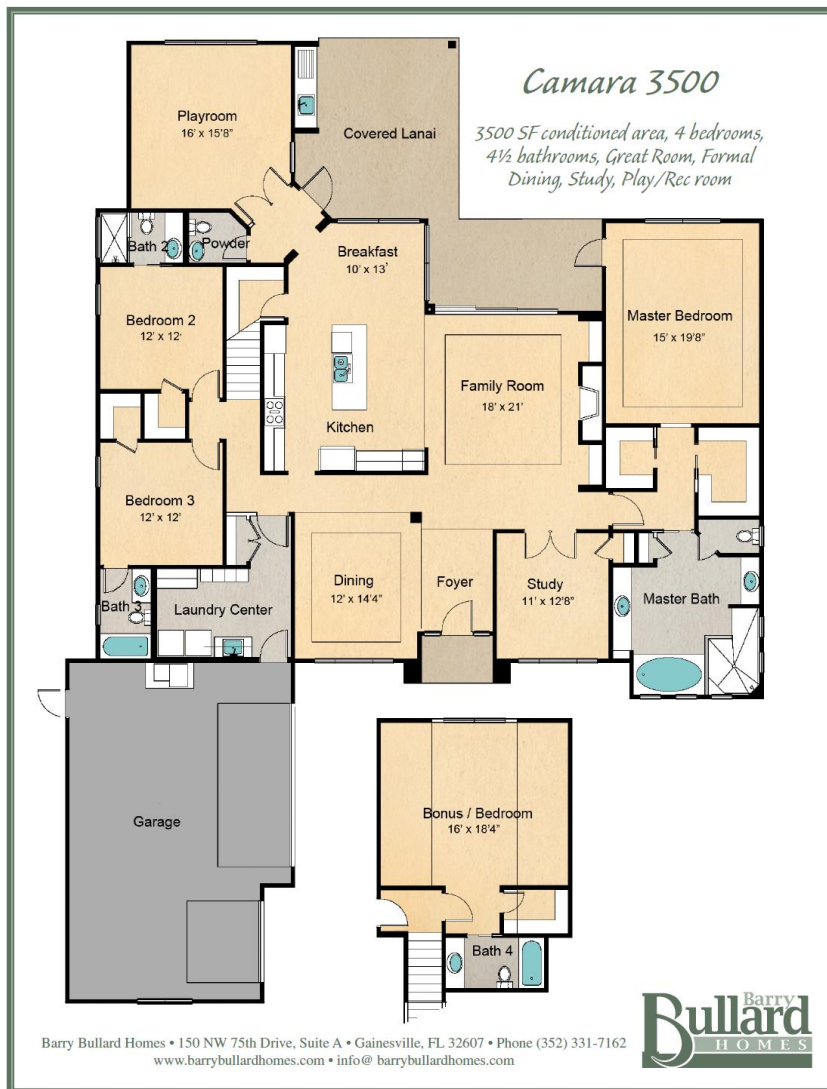 Camara 3500
3500 SF conditioned area, 4 bedrooms,
4½ bathrooms, Great Room, Formal
Dining, Study, Play/Rec room
Playroom
16' x 15'8"
Covered Lanai
Bath 2
Powder
Breakfast
10' x 13'
Bedroom 2
12' x 12'
Master Bedroom
15' x 19'8"
Family Room
18' x 21'
Kitchen
Bedroom 3
12' x 12'
Dining
12' x 14'4"
Foyer
Study
11' x 12'8"
Master Bath
Bath 3
Laundry Center
Garage
Bonus / Bedroom
16' x 18'4"
Bath 4
Barry
Bullard
HOMES
Barry Bullard Homes • 150 NW 75th Drive, Suite A • Gainesville, FL 32607 • Phone (352) 331-7162
www.barrybullardhomes.com • info@ barrybullardhomes.com